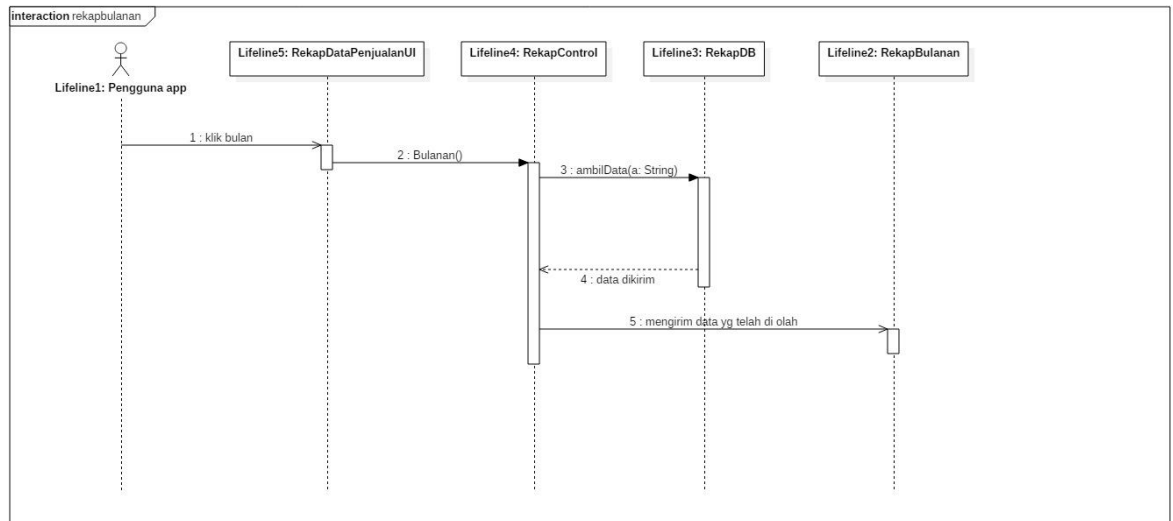 interaction rekapbulanan
Lifeline5: RekapDataPenjualanUI
Lifeline4: RekapControl
Lifeline3: RekapDB
Lifeline2: RekapBulanan
Lifeline1: Pengguna app
1 : klik bulan
2 : Bulanan()
3 : ambilData(a: String)
4 : data dikirim
5 : mengirim data yg telah di olah